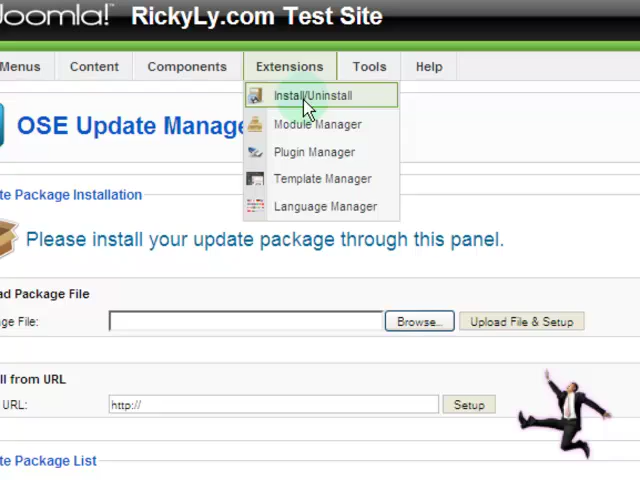 Joomla!™ RickyLy.com Test Site
Menus Content Components Extensions Tools Help
Install/Uninstall
OSE Update Manage
Module Manager
Plugin Manager
Template Manager
te Package Installation
Language Manager
Please install your update package through this panel.
ad Package File
ge File: Browse... Upload File & Setup
ll from URL
URL: http:// Setup
te Package List